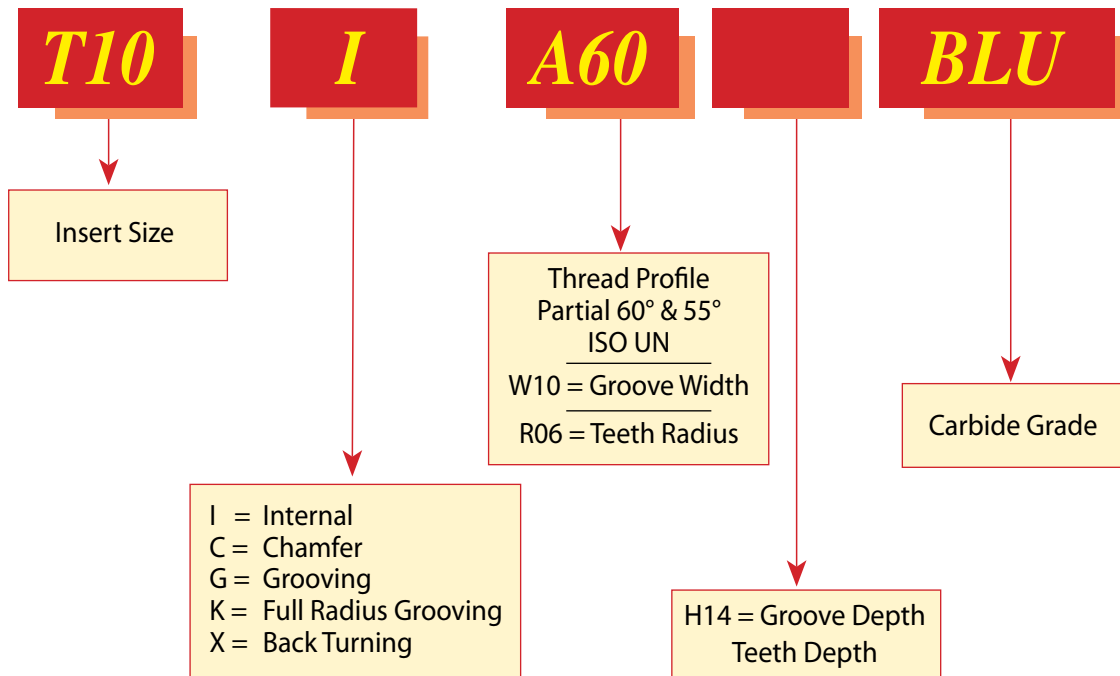 T10
I
A60
BLU
Insert Size
Thread Profile
Partial 60° & 55°
ISO UN
W10 = Groove Width
R06 = Teeth Radius
Carbide Grade
I = Internal
C = Chamfer
G = Grooving
K = Full Radius Grooving
X = Back Turning
H14 = Groove Depth
Teeth Depth